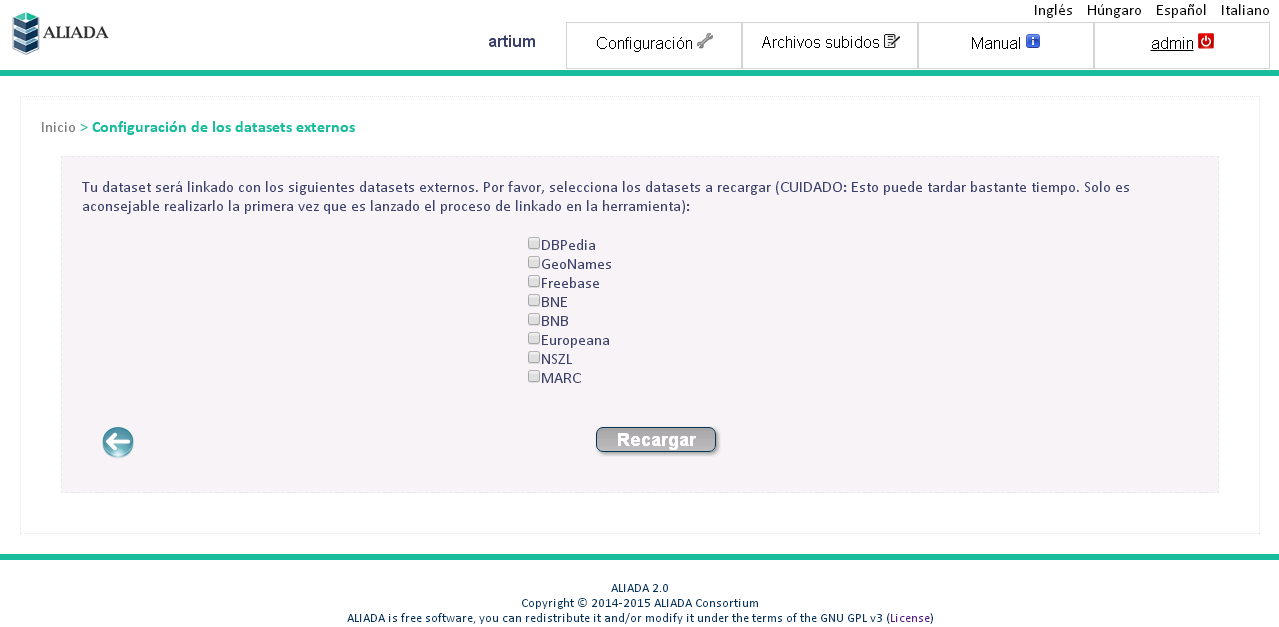 Inglés Húngaro Español Italiano
ALIADA
artium
Configuración
Archivos subidos
Manual
admin
Inicio > Configuración de los datasets externos
Tu dataset será linkado con los siguientes datasets externos. Por favor, selecciona los datasets a recargar (CUIDADO: Esto puede tardar bastante tiempo. Solo es
aconsejable realizarlo la primera vez que es lanzado el proceso de linkado en la herramienta):
DBPedia
GeoNames
Freebase
BNE
BNB
Europeana
NSZL
MARC
Recargar
ALIADA 2.0
Copyright © 2014-2015 ALIADA Consortium
ALIADA is free software, you can redistribute it and/or modify it under the terms of the GNU GPL v3 (License)